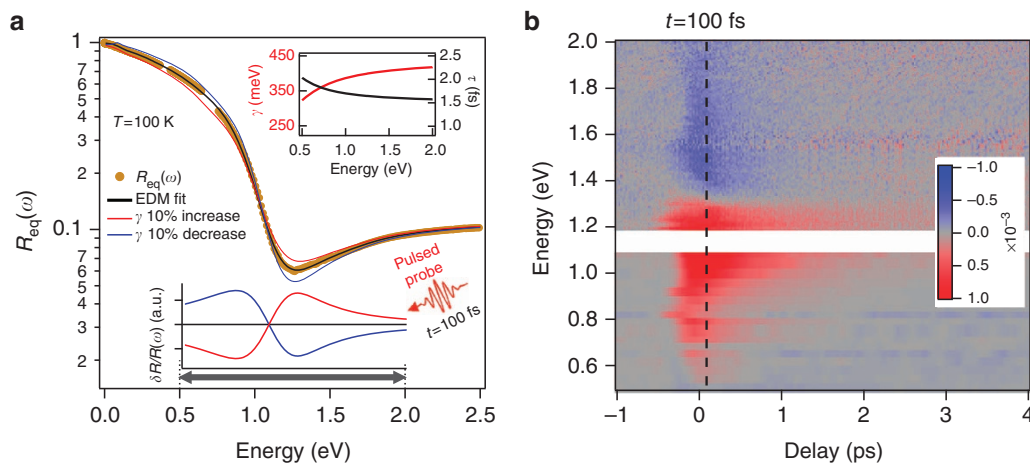 a
R_eq(ω)
1
7
6
5
4
3
2
0.1
7
6
5
4
3
2
T=100 K
R_eq(ω)
EDM fit
γ 10% increase
γ 10% decrease
γ (meV)
450
350
250
2.5
2.0
1.5
1.0
τ (fs)
0.5 1.0 1.5 2.0
Energy (eV)
Pulsed
probe
t=100 fs
δR/R(ω) (a.u.)
0.0 0.5 1.0 1.5 2.0 2.5
Energy (eV)
b
t=100 fs
Energy (eV)
2.0
1.8
1.6
1.4
1.2
1.0
0.8
0.6
−1.0
−0.5
0.0
0.5
1.0
×10⁻³
−1 0 1 2 3 4
Delay (ps)